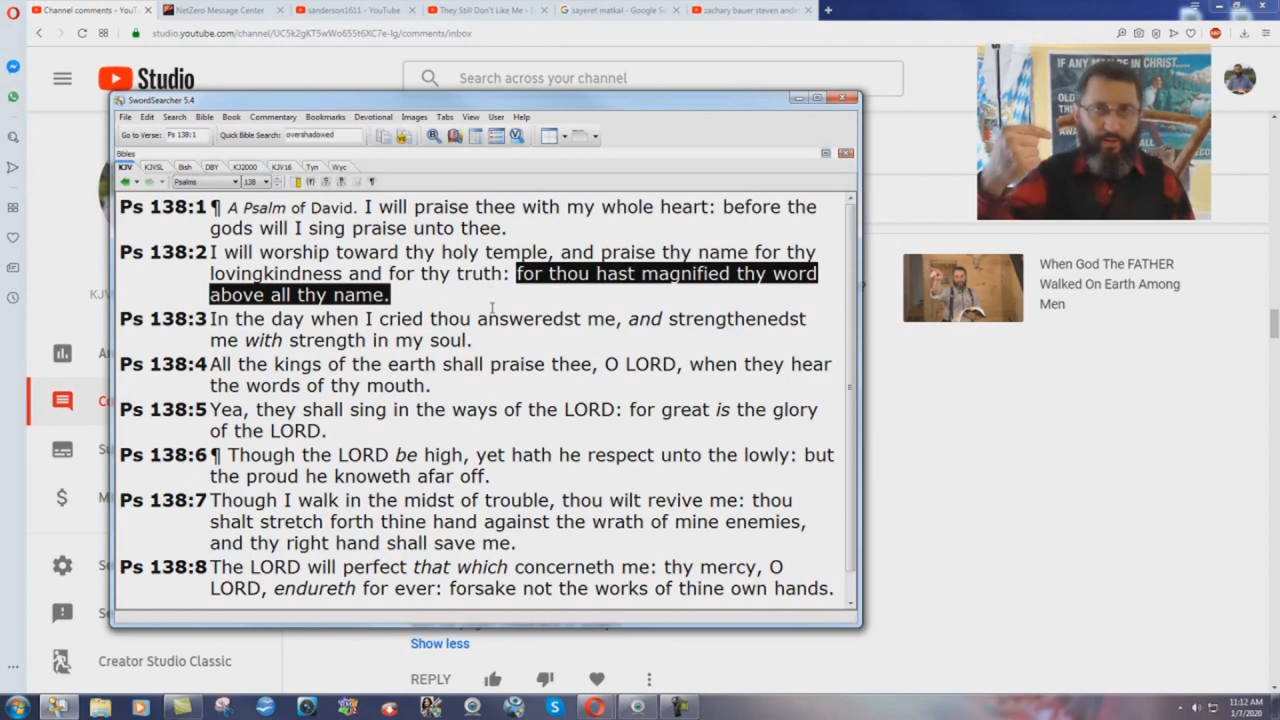 Channel comments - YouT
NetZero Message Center
sanderson1611 - YouTube
They Still Don't Like Me -
sayeret matkal - Google S
zachary bauer steven and
studio.youtube.com/channel/UC5k2gKT5wWo655t6XC7e-lg/comments/inbox
Studio
Search across your channel
IF ANY MAN BE IN CHRIST....
OLD
SwordSearcher 5.4
File Edit Search Bible Book Commentary Bookmarks Devotional Images Tabs View User Help
Go to Verse: Ps 138:1 Quick Bible Search: overshadowed
Bibles
KJV KJVSL Bish DBY KJ2000 KJV16 Tyn Wyc
Psalms 138
Ps 138:1 ¶ A Psalm of David. I will praise thee with my whole heart: before the
gods will I sing praise unto thee.
Ps 138:2 I will worship toward thy holy temple, and praise thy name for thy
lovingkindness and for thy truth: for thou hast magnified thy word
above all thy name.
Ps 138:3 In the day when I cried thou answeredst me, and strengthenedst
me with strength in my soul.
Ps 138:4 All the kings of the earth shall praise thee, O LORD, when they hear
the words of thy mouth.
Ps 138:5 Yea, they shall sing in the ways of the LORD: for great is the glory
of the LORD.
Ps 138:6 ¶ Though the LORD be high, yet hath he respect unto the lowly: but
the proud he knoweth afar off.
Ps 138:7 Though I walk in the midst of trouble, thou wilt revive me: thou
shalt stretch forth thine hand against the wrath of mine enemies,
and thy right hand shall save me.
Ps 138:8 The LORD will perfect that which concerneth me: thy mercy, O
LORD, endureth for ever: forsake not the works of thine own hands.
When God The FATHER
Walked On Earth Among
Men
Show less
REPLY
Creator Studio Classic
11:12 AM
1/7/2020